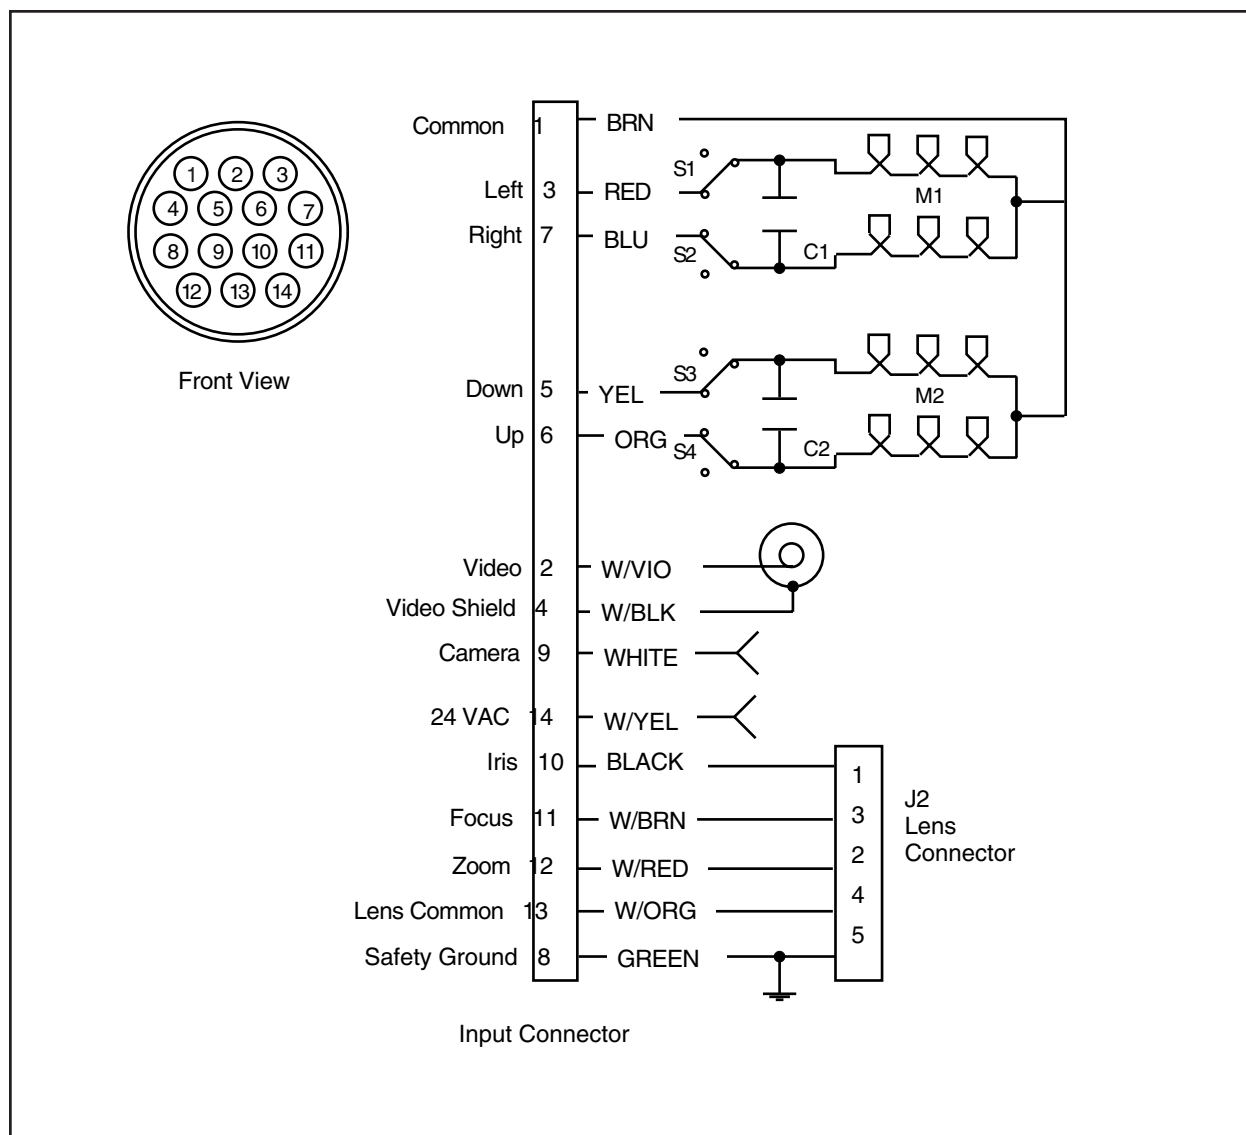 1 2 3
4 5 6 7
8 9 10 11
12 13 14
Front View
Common 1 BRN
Left 3 RED S1
M1
Right 7 BLU S2 C1
Down 5 YEL S3
M2
Up 6 ORG S4 C2
Video 2 W/VIO
Video Shield 4 W/BLK
Camera 9 WHITE
24 VAC 14 W/YEL
Iris 10 BLACK 1
Focus 11 W/BRN 3
Zoom 12 W/RED 2
Lens Common 13 W/ORG 4
Safety Ground 8 GREEN 5
J2
Lens
Connector
Input Connector